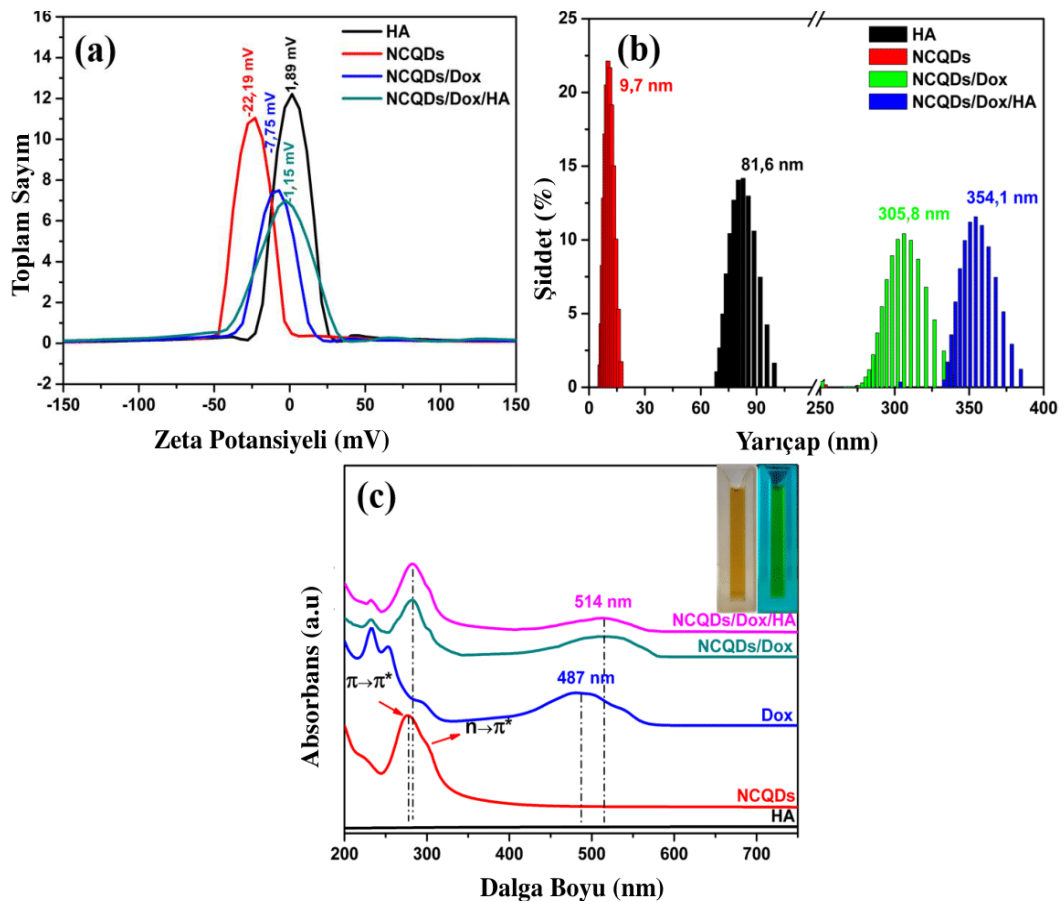 (a)
HA
NCQDs
NCQDs/Dox
NCQDs/Dox/HA
-22,19 mV
-7,75 mV
1,89 mV
-1,15 mV
16
14
12
10
8
6
4
2
0
-2
-150
-100
-50
0
50
100
150
Toplam Sayım
Zeta Potansiyeli (mV)
(b)
HA
NCQDs
NCQDs/Dox
NCQDs/Dox/HA
9,7 nm
81,6 nm
305,8 nm
354,1 nm
25
20
15
10
5
0
0
30
60
90
250
300
350
400
Şiddet (%)
Yarıçap (nm)
(c)
514 nm
NCQDs/Dox/HA
NCQDs/Dox
487 nm
Dox
π→π*
n→π*
NCQDs
HA
200
300
400
500
600
700
Absorbans (a.u)
Dalga Boyu (nm)